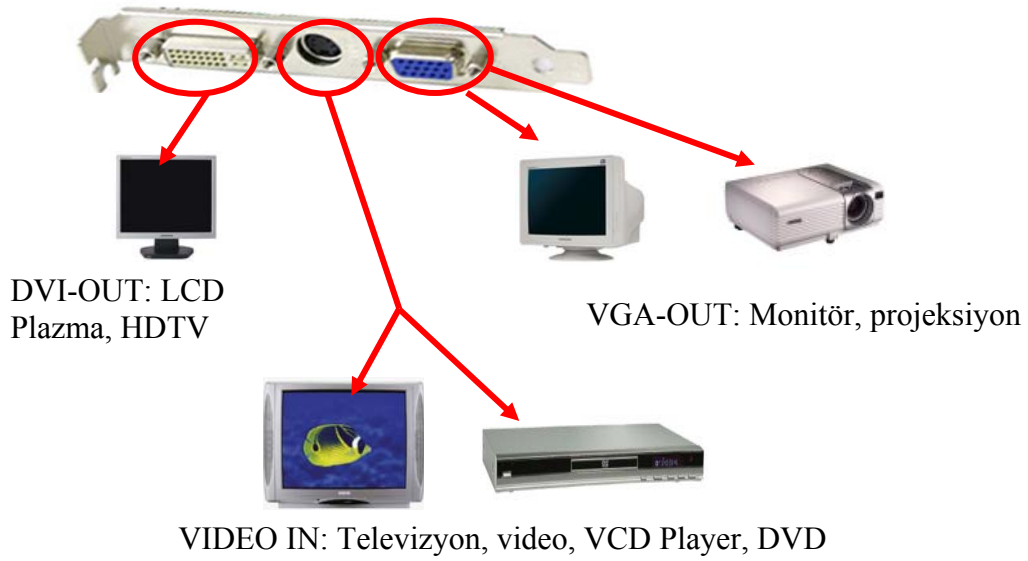 DVI-OUT: LCD
Plazma, HDTV
VGA-OUT: Monitör, projeksiyon
VIDEO IN: Televizyon, video, VCD Player, DVD